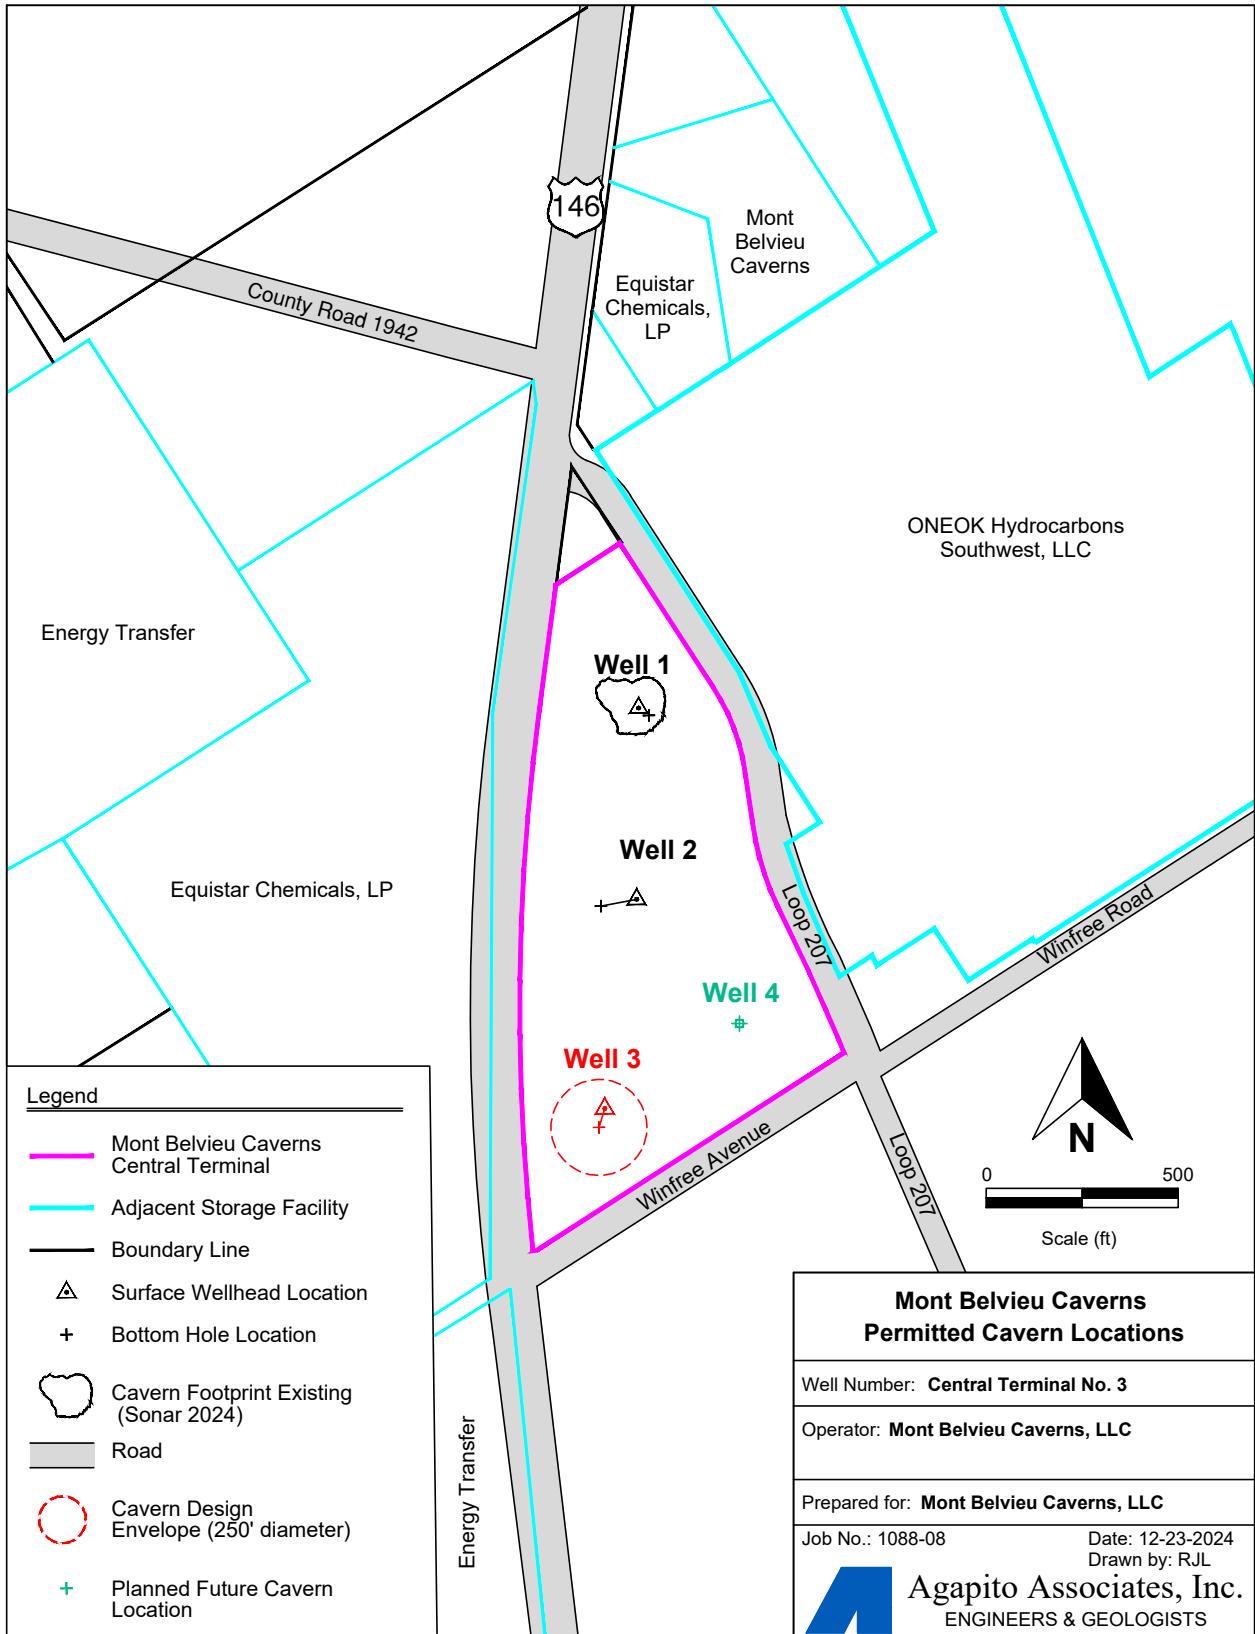 146
Mont
Belvieu
Caverns
Equistar
Chemicals,
LP
County Road 1942
ONEOK Hydrocarbons
Southwest, LLC
Energy Transfer
Well 1
Well 2
Equistar Chemicals, LP
Loop 207
Winfree Road
Well 4
Well 3
Winfree Avenue
Loop 207
N
0 500
Scale (ft)
Legend
Mont Belvieu Caverns
Central Terminal
Adjacent Storage Facility
Boundary Line
Surface Wellhead Location
Bottom Hole Location
Cavern Footprint Existing
(Sonar 2024)
Road
Cavern Design
Envelope (250' diameter)
Planned Future Cavern
Location
Energy Transfer
Mont Belvieu Caverns
Permitted Cavern Locations
Well Number: Central Terminal No. 3
Operator: Mont Belvieu Caverns, LLC
Prepared for: Mont Belvieu Caverns, LLC
Job No.: 1088-08 Date: 12-23-2024
Drawn by: RJL
Agapito Associates, Inc.
ENGINEERS & GEOLOGISTS